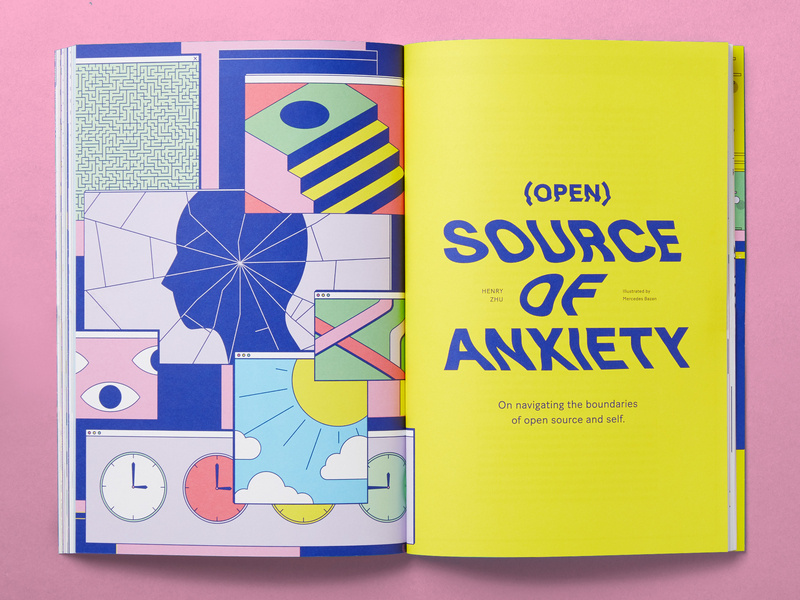 (OPEN)
SOURCE
OF
ANXIETY
HENRY
ZHU
Illustrated by
Mercedes Bazan
On navigating the boundaries
of open source and self.